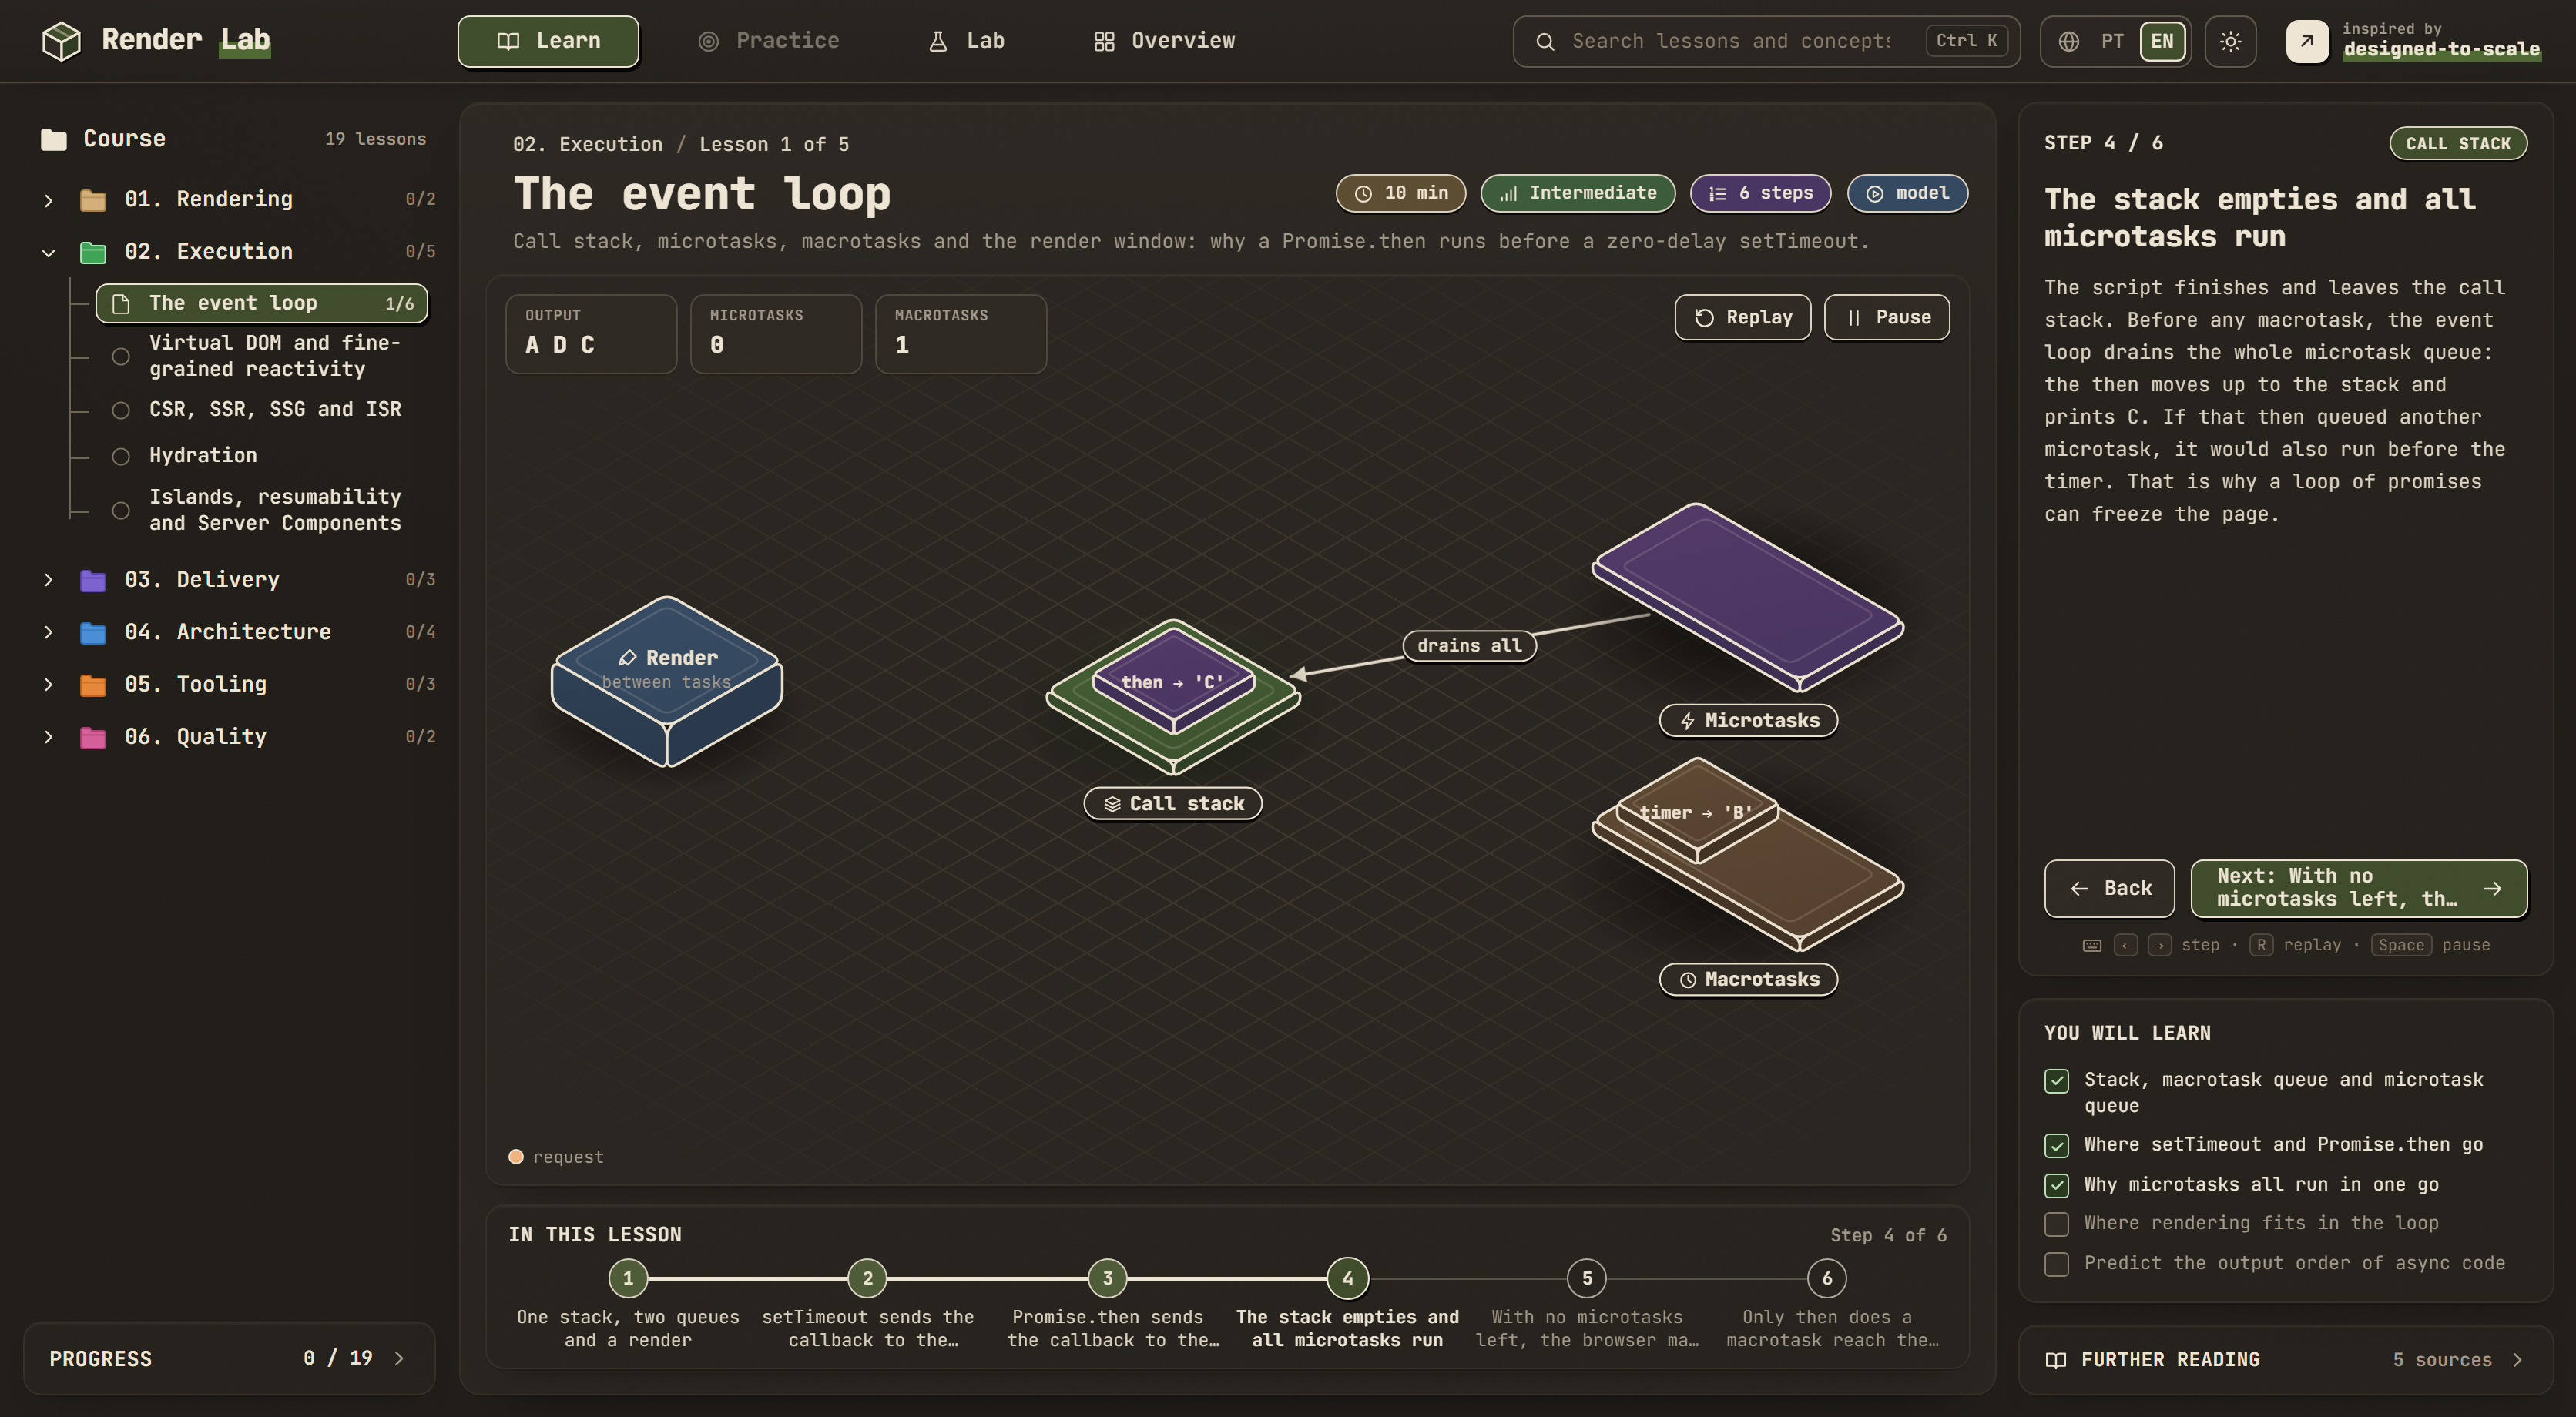 Render Lab
Learn
Practice
Lab
Overview
Search lessons and concepts
Ctrl K
PT
EN
inspired by
designed-to-scale
Course
19 lessons
01. Rendering
0/2
02. Execution
0/5
The event loop
1/6
Virtual DOM and fine-
grained reactivity
CSR, SSR, SSG and ISR
Hydration
Islands, resumability
and Server Components
03. Delivery
0/3
04. Architecture
0/4
05. Tooling
0/3
06. Quality
0/2
PROGRESS
0 / 19
02. Execution / Lesson 1 of 5
The event loop
10 min
Intermediate
6 steps
model
Call stack, microtasks, macrotasks and the render window: why a Promise.then runs before a zero-delay setTimeout.
OUTPUT
A D C
MICROTASKS
0
MACROTASKS
1
Replay
Pause
Render
between tasks
then → 'C'
Call stack
drains all
Microtasks
timer → 'B'
Macrotasks
request
IN THIS LESSON
Step 4 of 6
1
2
3
4
5
6
One stack, two queues
and a render
setTimeout sends the
callback to the…
Promise.then sends
the callback to the…
The stack empties and
all microtasks run
With no microtasks
left, the browser ma…
Only then does a
macrotask reach the…
STEP 4 / 6
CALL STACK
The stack empties and all
microtasks run
The script finishes and leaves the call
stack. Before any macrotask, the event
loop drains the whole microtask queue:
the then moves up to the stack and
prints C. If that then queued another
microtask, it would also run before the
timer. That is why a loop of promises
can freeze the page.
Back
Next: With no
microtasks left, th…
← → step · R replay · Space pause
YOU WILL LEARN
Stack, macrotask queue and microtask
queue
Where setTimeout and Promise.then go
Why microtasks all run in one go
Where rendering fits in the loop
Predict the output order of async code
FURTHER READING
5 sources